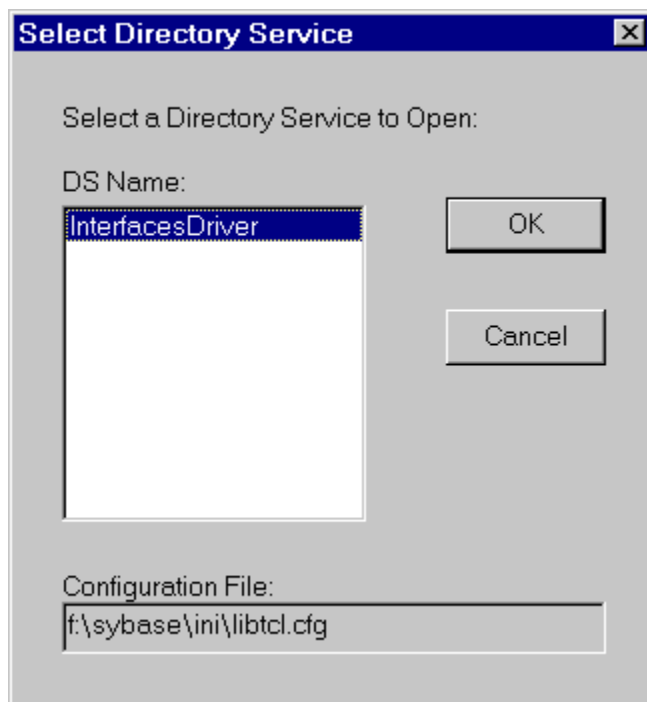 Select Directory Service
Select a Directory Service to Open:
DS Name:
InterfacesDriver
OK
Cancel
Configuration File:
f:\sybase\ini\libtcl.cfg